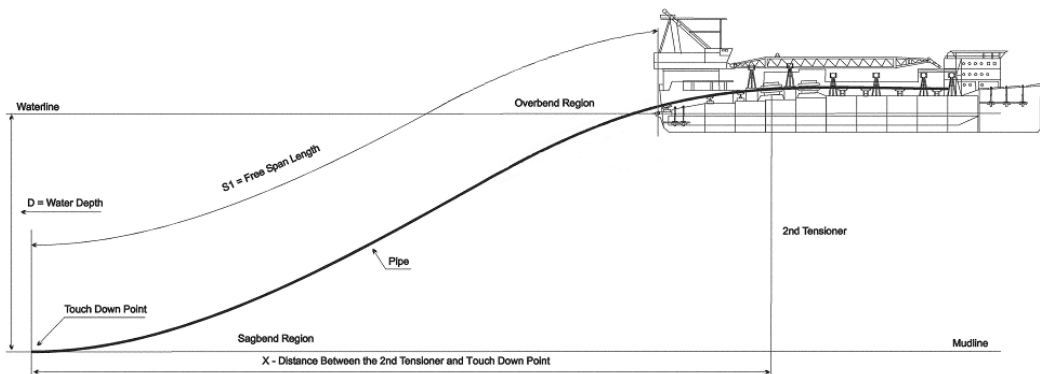 Waterline
Overbend Region
S1 = Free Span Length
D = Water Depth
2nd Tensioner
Pipe
Touch Down Point
Sagbend Region
Mudline
X - Distance Between the 2nd Tensioner and Touch Down Point